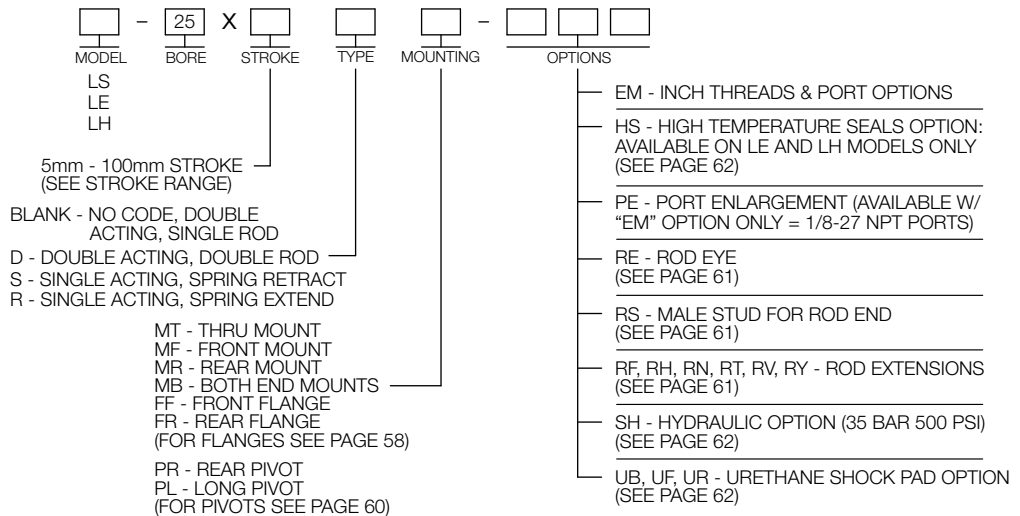 – 25 X –
MODEL BORE STROKE TYPE MOUNTING OPTIONS
LS
LE
LH
5mm - 100mm STROKE
(SEE STROKE RANGE)
BLANK - NO CODE, DOUBLE
ACTING, SINGLE ROD
D - DOUBLE ACTING, DOUBLE ROD
S - SINGLE ACTING, SPRING RETRACT
R - SINGLE ACTING, SPRING EXTEND
MT - THRU MOUNT
MF - FRONT MOUNT
MR - REAR MOUNT
MB - BOTH END MOUNTS
FF - FRONT FLANGE
FR - REAR FLANGE
(FOR FLANGES SEE PAGE 58)
PR - REAR PIVOT
PL - LONG PIVOT
(FOR PIVOTS SEE PAGE 60)
EM - INCH THREADS & PORT OPTIONS
HS - HIGH TEMPERATURE SEALS OPTION:
AVAILABLE ON LE AND LH MODELS ONLY
(SEE PAGE 62)
PE - PORT ENLARGEMENT (AVAILABLE W/
“EM” OPTION ONLY = 1/8-27 NPT PORTS)
RE - ROD EYE
(SEE PAGE 61)
RS - MALE STUD FOR ROD END
(SEE PAGE 61)
RF, RH, RN, RT, RV, RY - ROD EXTENSIONS
(SEE PAGE 61)
SH - HYDRAULIC OPTION (35 BAR 500 PSI)
(SEE PAGE 62)
UB, UF, UR - URETHANE SHOCK PAD OPTION
(SEE PAGE 62)